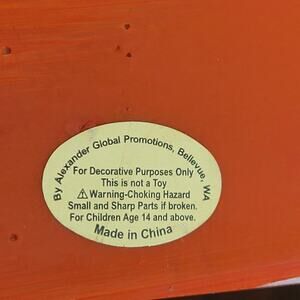 By Alexander Global Promotions, Bellevue, WA
For Decorative Purposes Only
This is not a Toy
⚠Warning-Choking Hazard
Small and Sharp Parts if broken.
For Children Age 14 and above.
Made in China